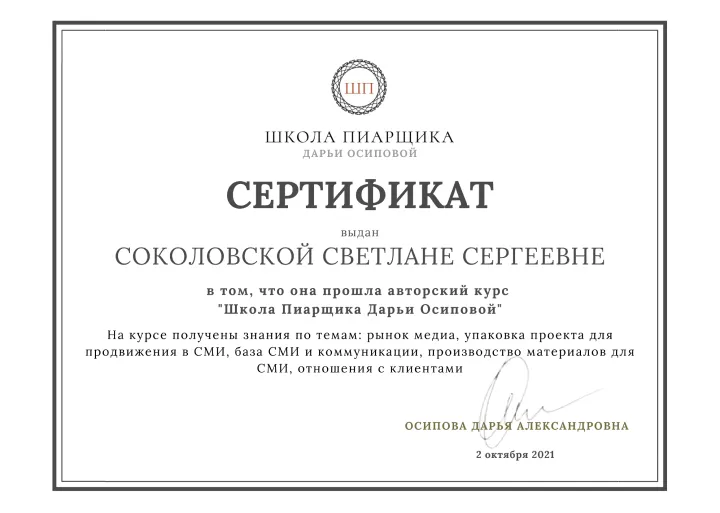 ШП
ШКОЛА ПИАРЩИКА
ДАРЬИ ОСИПОВОЙ
СЕРТИФИКАТ
выдан
СОКОЛОВСКОЙ СВЕТЛАНЕ СЕРГЕЕВНЕ
в том, что она прошла авторский курс
"Школа Пиарщика Дарьи Осиповой"
На курсе получены знания по темам: рынок медиа, упаковка проекта для
продвижения в СМИ, база СМИ и коммуникации, производство материалов для
СМИ, отношения с клиентами
ОСИПОВА ДАРЬЯ АЛЕКСАНДРОВНА
2 октября 2021